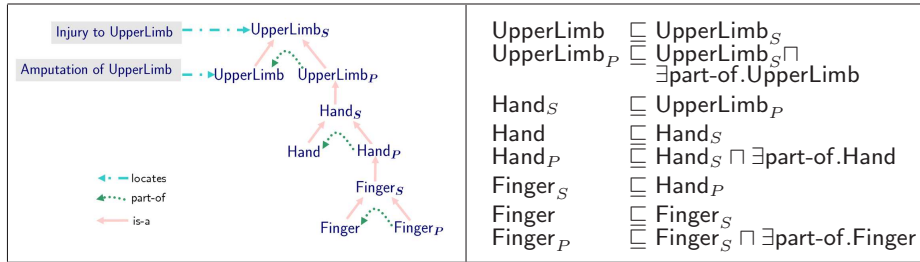 Injury to UpperLimb
UpperLimb_S
Amputation of UpperLimb
UpperLimb UpperLimb_P
Hand_S
Hand Hand_P
Finger_S
Finger Finger_P
locates
part-of
is-a
UpperLimb ⊑ UpperLimb_S
UpperLimb_P ⊑ UpperLimb_S ⊓
∃part-of.UpperLimb
Hand_S ⊑ UpperLimb_P
Hand ⊑ Hand_S
Hand_P ⊑ Hand_S ⊓ ∃part-of.Hand
Finger_S ⊑ Hand_P
Finger ⊑ Finger_S
Finger_P ⊑ Finger_S ⊓ ∃part-of.Finger